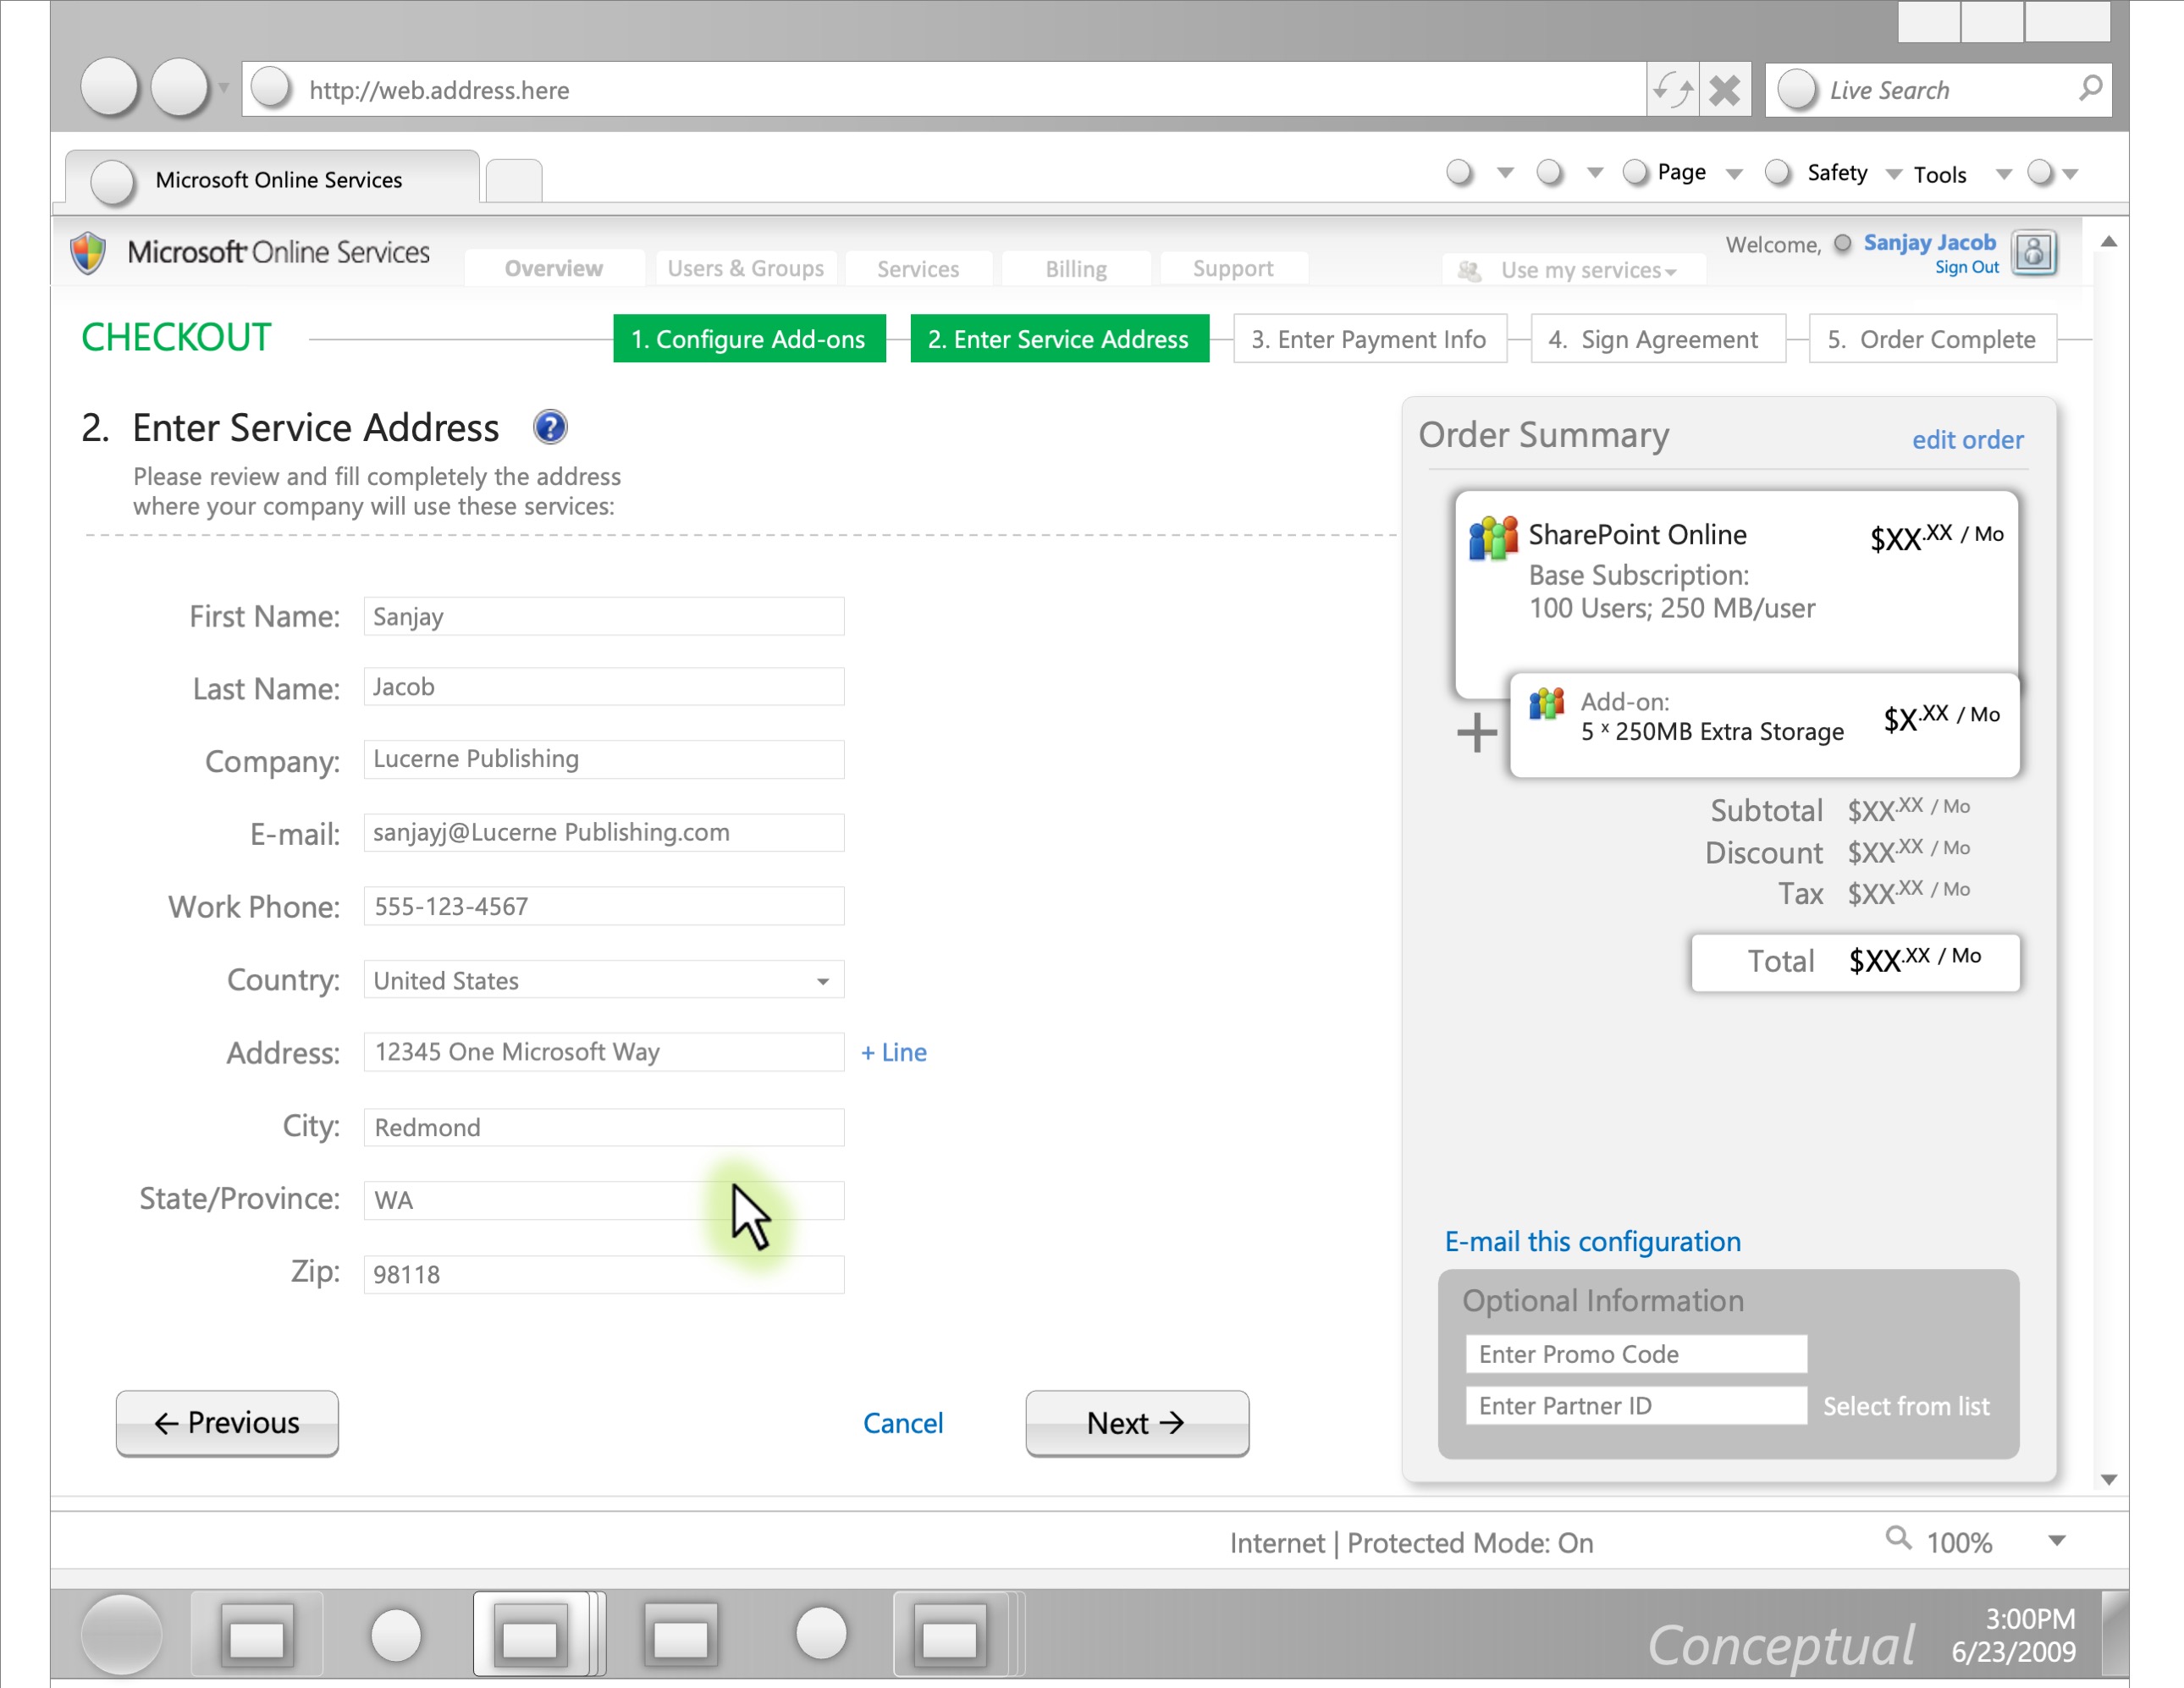 http://web.address.here
Live Search
Microsoft Online Services
Page
Safety
Tools
Microsoft Online Services
Overview
Users & Groups
Services
Billing
Support
Use my services
Welcome, Sanjay Jacob
Sign Out
CHECKOUT
1. Configure Add-ons
2. Enter Service Address
3. Enter Payment Info
4. Sign Agreement
5. Order Complete
2. Enter Service Address
?
Please review and fill completely the address
where your company will use these services:
First Name: Sanjay
Last Name: Jacob
Company: Lucerne Publishing
E-mail: sanjayj@Lucerne Publishing.com
Work Phone: 555-123-4567
Country: United States
Address: 12345 One Microsoft Way + Line
City: Redmond
State/Province: WA
Zip: 98118
← Previous
Cancel
Next →
Order Summary
edit order
SharePoint Online $XX.XX / Mo
Base Subscription:
100 Users; 250 MB/user
+
Add-on:
5 x 250MB Extra Storage $X.XX / Mo
Subtotal $XX.XX / Mo
Discount $XX.XX / Mo
Tax $XX.XX / Mo
Total $XX.XX / Mo
E-mail this configuration
Optional Information
Enter Promo Code
Enter Partner ID
Select from list
Internet | Protected Mode: On
100%
Conceptual
3:00PM
6/23/2009